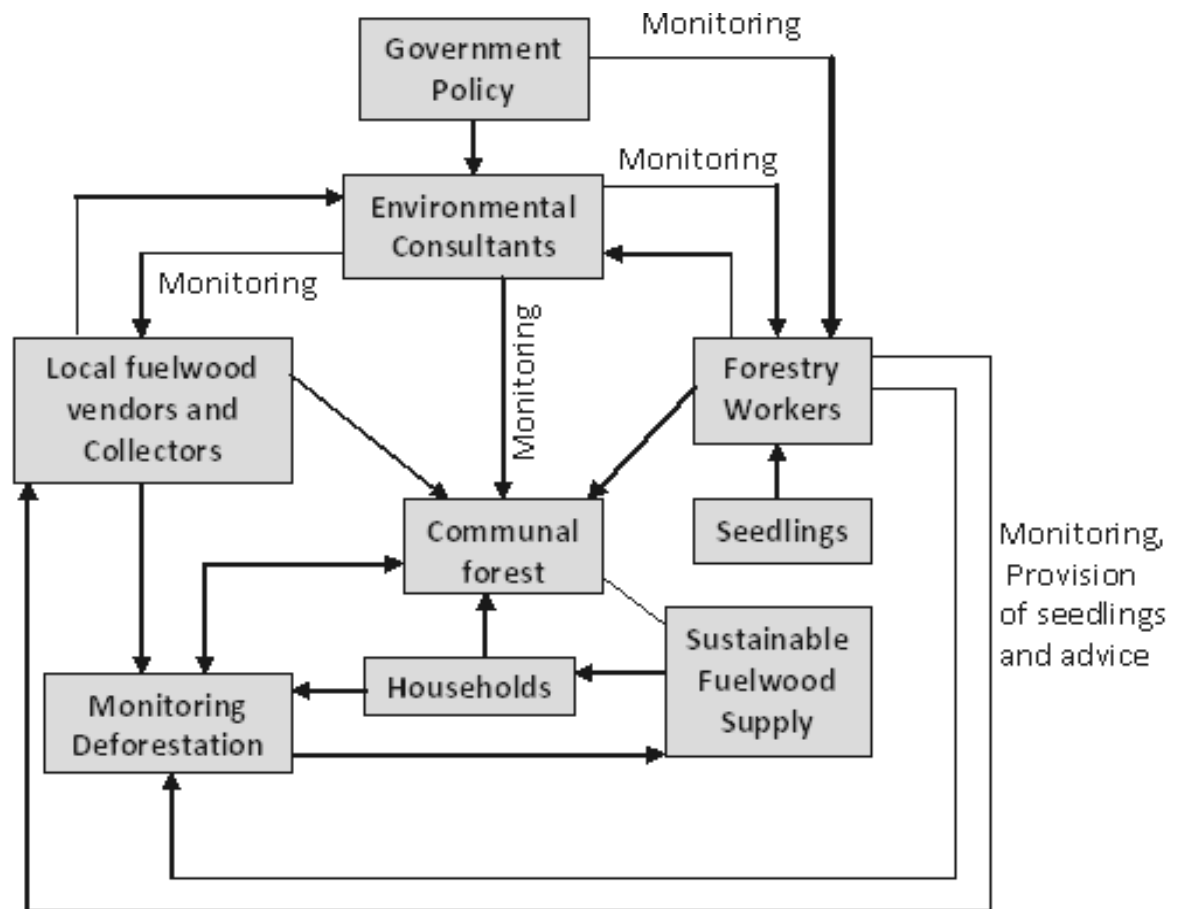 Monitoring
Government
Policy
Monitoring
Environmental
Consultants
Monitoring
Monitoring
Local fuelwood
vendors and
Collectors
Forestry
Workers
Communal
forest
Seedlings
Monitoring,
Provision
of seedlings
and advice
Sustainable
Fuelwood
Supply
Households
Monitoring
Deforestation